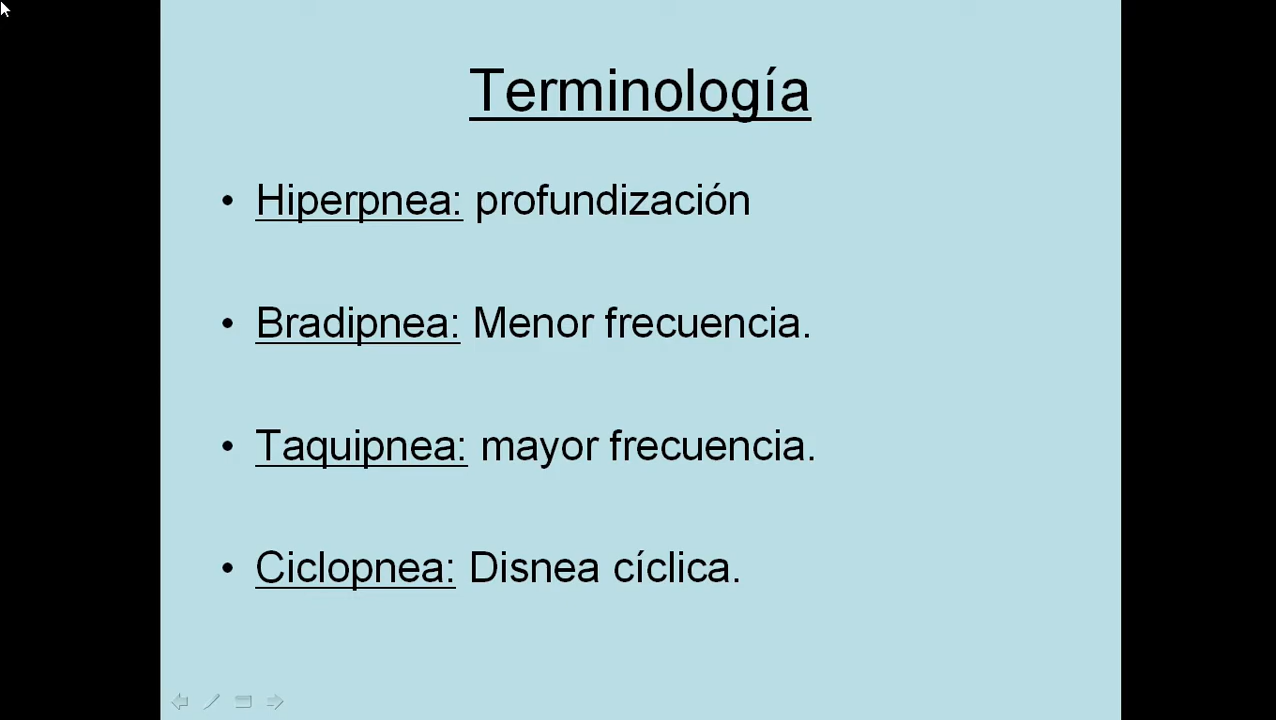 Terminología
• Hiperpnea: profundización
• Bradipnea: Menor frecuencia.
• Taquipnea: mayor frecuencia.
• Ciclopnea: Disnea cíclica.